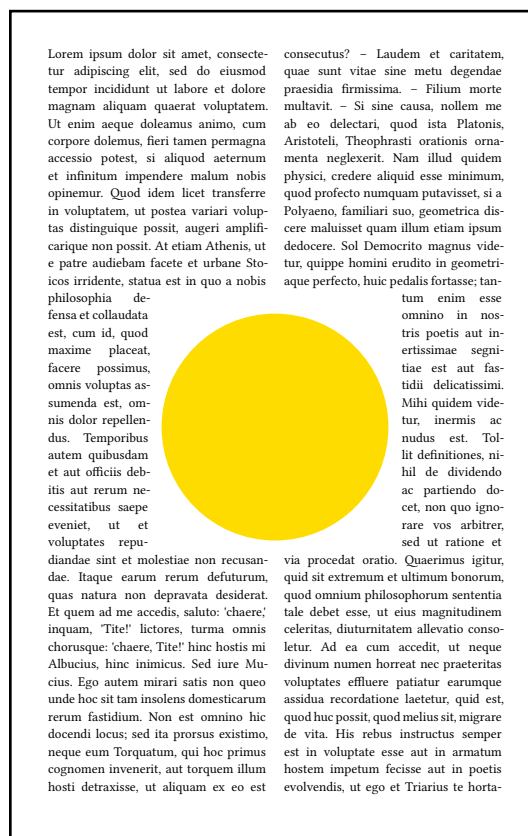 Lorem ipsum dolor sit amet, consecte-
tur adipiscing elit, sed do eiusmod
tempor incididunt ut labore et dolore
magnam aliquam quaerat voluptatem.
Ut enim aeque doleamus animo, cum
corpore dolemus, fieri tamen permagna
accessio potest, si aliquod aeternum
et infinitum impendere malum nobis
opinemur. Quod idem licet transferre
in voluptatem, ut postea variari volup-
tas distinguique possit, augeri amplifi-
carique non possit. At etiam Athenis, ut
e patre audiebam facete et urbane Sto-
icos irridente, statua est in quo a nobis
philosophia de-
fensa et collaudata
est, cum id, quod
maxime placeat,
facere possimus,
omnis voluptas as-
sumenda est, om-
nis dolor repellen-
dus. Temporibus
autem quibusdam
et aut officiis deb-
itis aut rerum ne-
cessitatibus saepe
eveniet, ut et
voluptates repu-
diandae sint et molestiae non recusan-
dae. Itaque earum rerum defuturum,
quas natura non depravata desiderat.
Et quem ad me accedis, saluto: 'chaere,'
inquam, 'Tite!' lictores, turma omnis
chorusque: 'chaere, Tite!' hinc hostis mi
Albucius, hinc inimicus. Sed iure Mu-
cius. Ego autem mirari satis non queo
unde hoc sit tam insolens domesticarum
rerum fastidium. Non est omnino hic
docendi locus; sed ita prorsus existimo,
neque eum Torquatum, qui hoc primus
cognomen invenerit, aut torquem illum
hosti detraxisse, ut aliquam ex eo est
consecutus? – Laudem et caritatem,
quae sunt vitae sine metu degendae
praesidia firmissima. – Filium morte
multavit. – Si sine causa, nollem me
ab eo delectari, quod ista Platonis,
Aristoteli, Theophrasti orationis orna-
menta neglexerit. Nam illud quidem
physici, credere aliquid esse minimum,
quod profecto numquam putavisset, si a
Polyaeno, familiari suo, geometrica dis-
cere maluisset quam illum etiam ipsum
dedocere. Sol Democrito magnus vide-
tur, quippe homini erudito in geometri-
aque perfecto, huic pedalis fortasse; tan-
tum enim esse
omnino in nos-
tris poetis aut in-
ertissimae segni-
tiae est aut fas-
tidii delicatissimi.
Mihi quidem vide-
tur, inermis ac
nudus est. Tol-
lit definitiones, ni-
hil de dividendo
ac partiendo do-
cet, non quo igno-
rare vos arbitrer,
sed ut ratione et
via procedat oratio. Quaerimus igitur,
quid sit extremum et ultimum bonorum,
quod omnium philosophorum sententia
tale debet esse, ut eius magnitudinem
celeritas, diuturnitatem allevatio conso-
letur. Ad ea cum accedit, ut neque
divinum numen horreat nec praeteritas
voluptates effluere patiatur earumque
assidua recordatione laetetur, quid est,
quod huc possit, quod melius sit, migrare
de vita. His rebus instructus semper
est in voluptate esse aut in armatum
hostem impetum fecisse aut in poetis
evolvendis, ut ego et Triarius te horta-